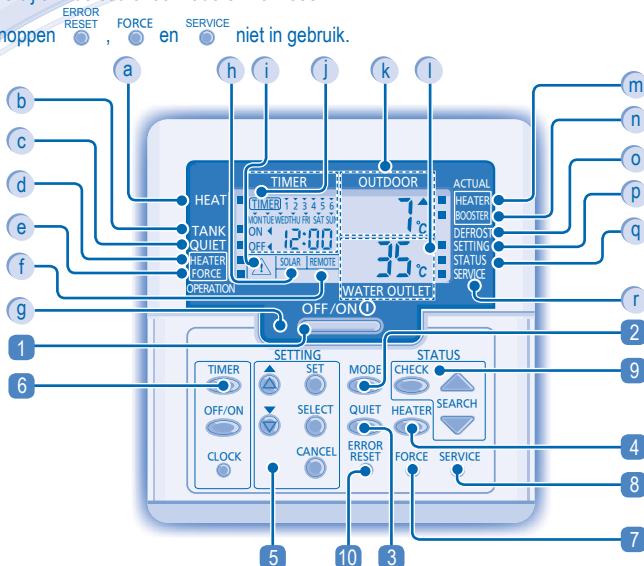 ERROR RESET , FORCE en SERVICE niet in gebruik.
a h i j k l
m
b
n
c
o
d
p
e
q
f
r
g
TIMER OUTDOOR ACTUAL
HEAT TIMER 1 2 3 4 5 6 HEATER
MON TUE WED THU FRI SAT SUN 7 °C BOOSTER
TANK ON DEFROST
QUIET OFF 12:00 SETTING
HEATER SOLAR REMOTE 35 °C STATUS
FORCE SERVICE
OPERATION WATER OUTLET
OFF/ON
1
SETTING STATUS
2
6
TIMER SET MODE CHECK
9
OFF/ON SELECT QUIET HEATER SEARCH
4
CLOCK CANCEL ERROR RESET FORCE SERVICE
8
7
5 10 3